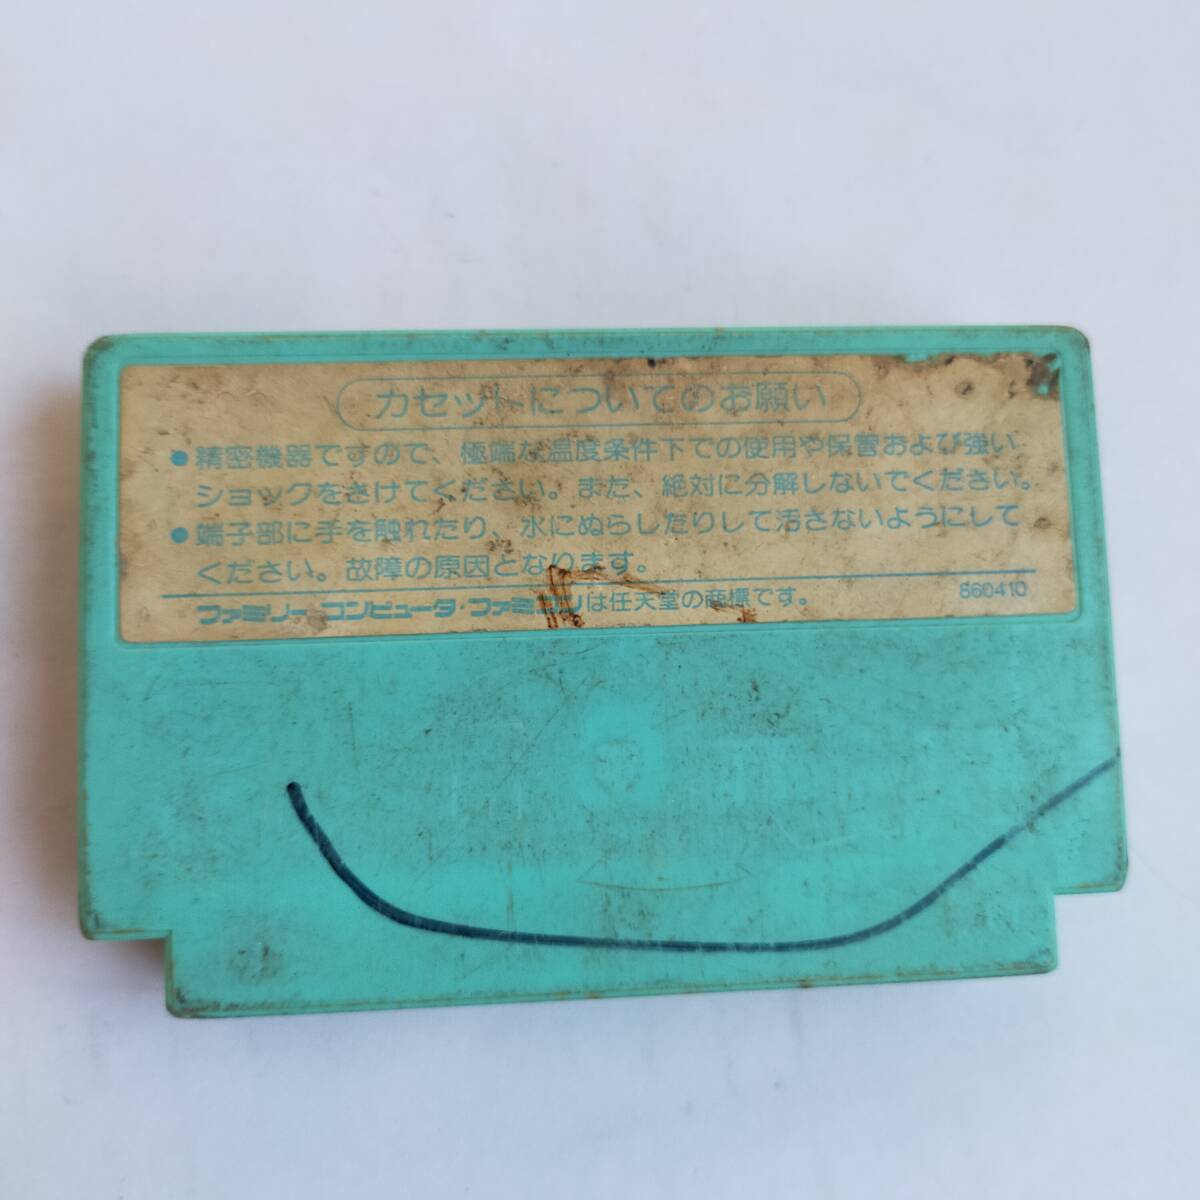 カセットについてのお願い
●精密機器ですので、極端な温度条件下での使用や保管および強い
ショックをさけてください。また、絶対に分解しないでください。
●端子部に手を触れたり、水にぬらしたりして汚さないようにして
ください。故障の原因となります。
860410
ファミリーコンピュータ・ファミコンは任天堂の商標です。